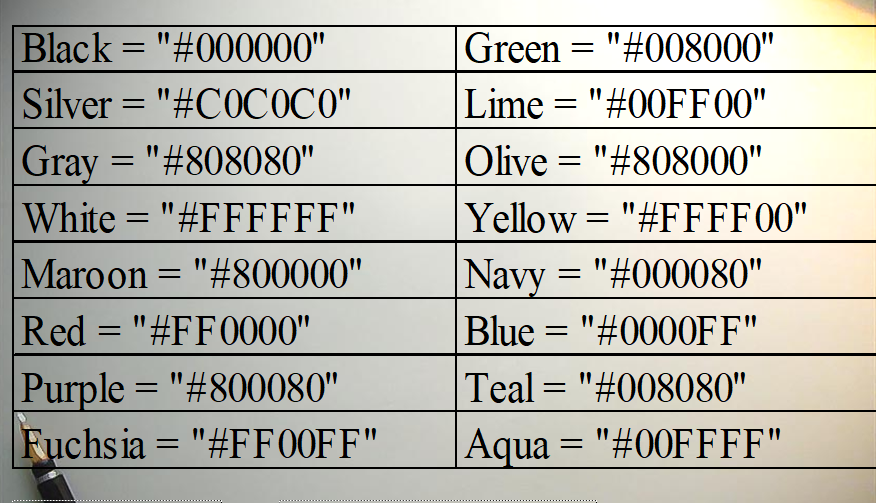 Black = "#000000"
Green = "#008000"
Silver = "#C0C0C0"
Lime = "#00FF00"
Gray = "#808080"
Olive = "#808000"
White = "#FFFFFF"
Yellow = "#FFFF00"
Maroon = "#800000"
Navy = "#000080"
Red = "#FF0000"
Blue = "#0000FF"
Purple = "#800080"
Teal = "#008080"
Fuchsia = "#FF00FF"
Aqua = "#00FFFF"